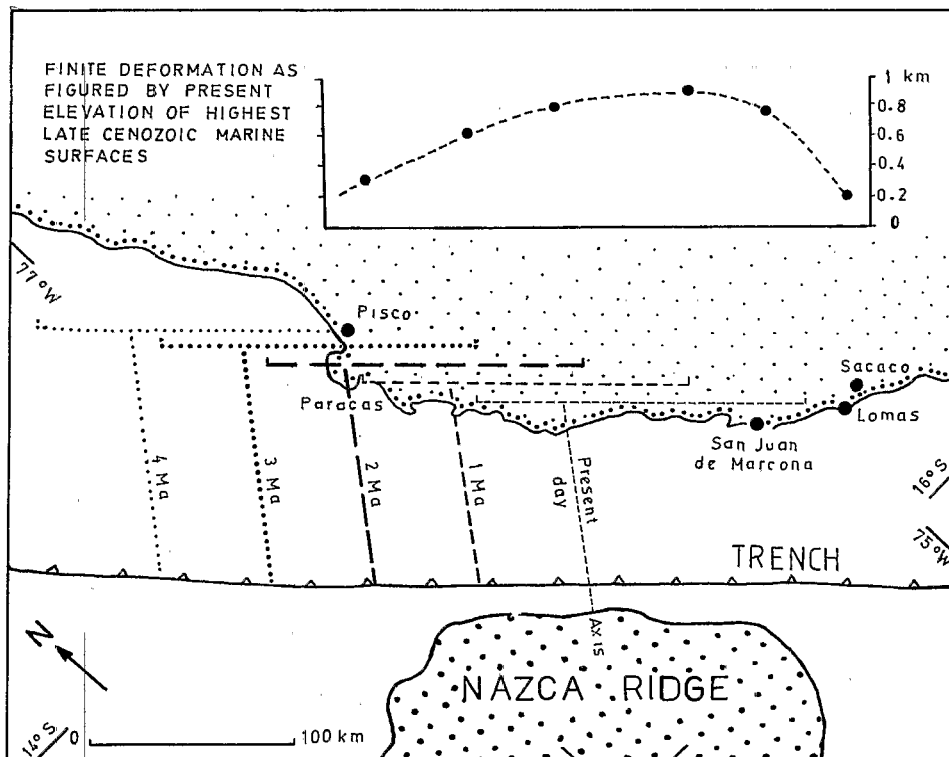 FINITE DEFORMATION AS
FIGURED BY PRESENT
ELEVATION OF HIGHEST
LATE CENOZOIC MARINE
SURFACES
1 km
0.8
0.6
0.4
0.2
0
77°W
Pisco
Paracas
Sacaco
Lomas
San Juan
de Marcona
4 Ma
3 Ma
2 Ma
1 Ma
Present
day
Axis
16°S
75°W
TRENCH
N
NAZCA RIDGE
14°S
0
100 km